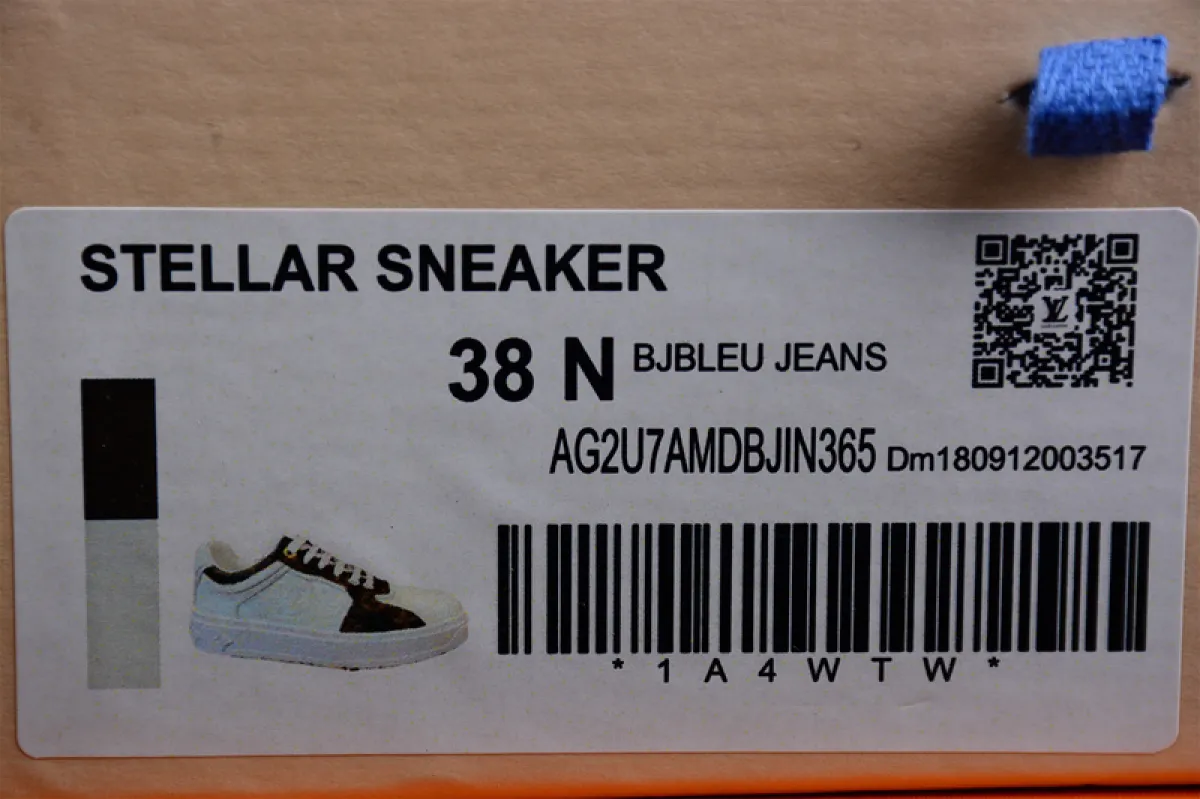 STELLAR SNEAKER
38 N BJBLEU JEANS
AG2U7AMDBJIN365 Dm180912003517
*1A4WTW*